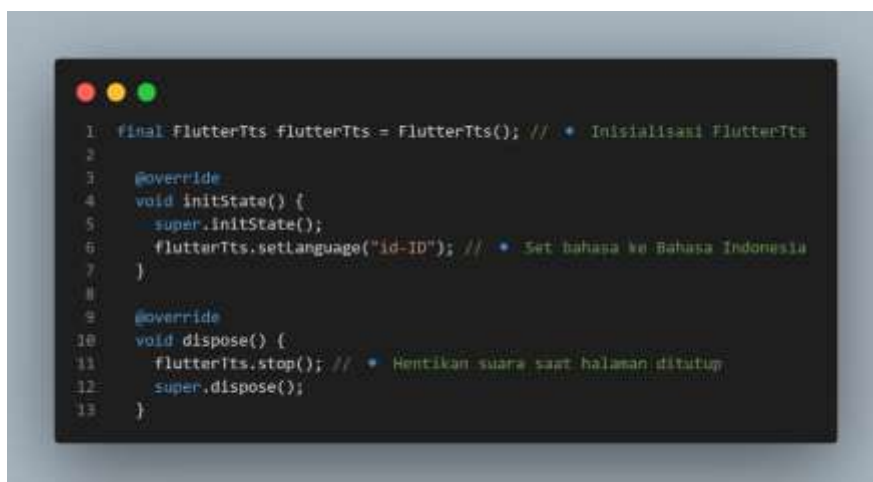 1 final FlutterTts flutterTts = FlutterTts(); // 🔹 Inisialisasi FlutterTts
2
3 @override
4 void initState() {
5 super.initState();
6 flutterTts.setLanguage("id-ID"); // 🔹 Set bahasa ke Bahasa Indonesia
7 }
8
9 @override
10 void dispose() {
11 flutterTts.stop(); // 🔹 Hentikan suara saat halaman ditutup
12 super.dispose();
13 }